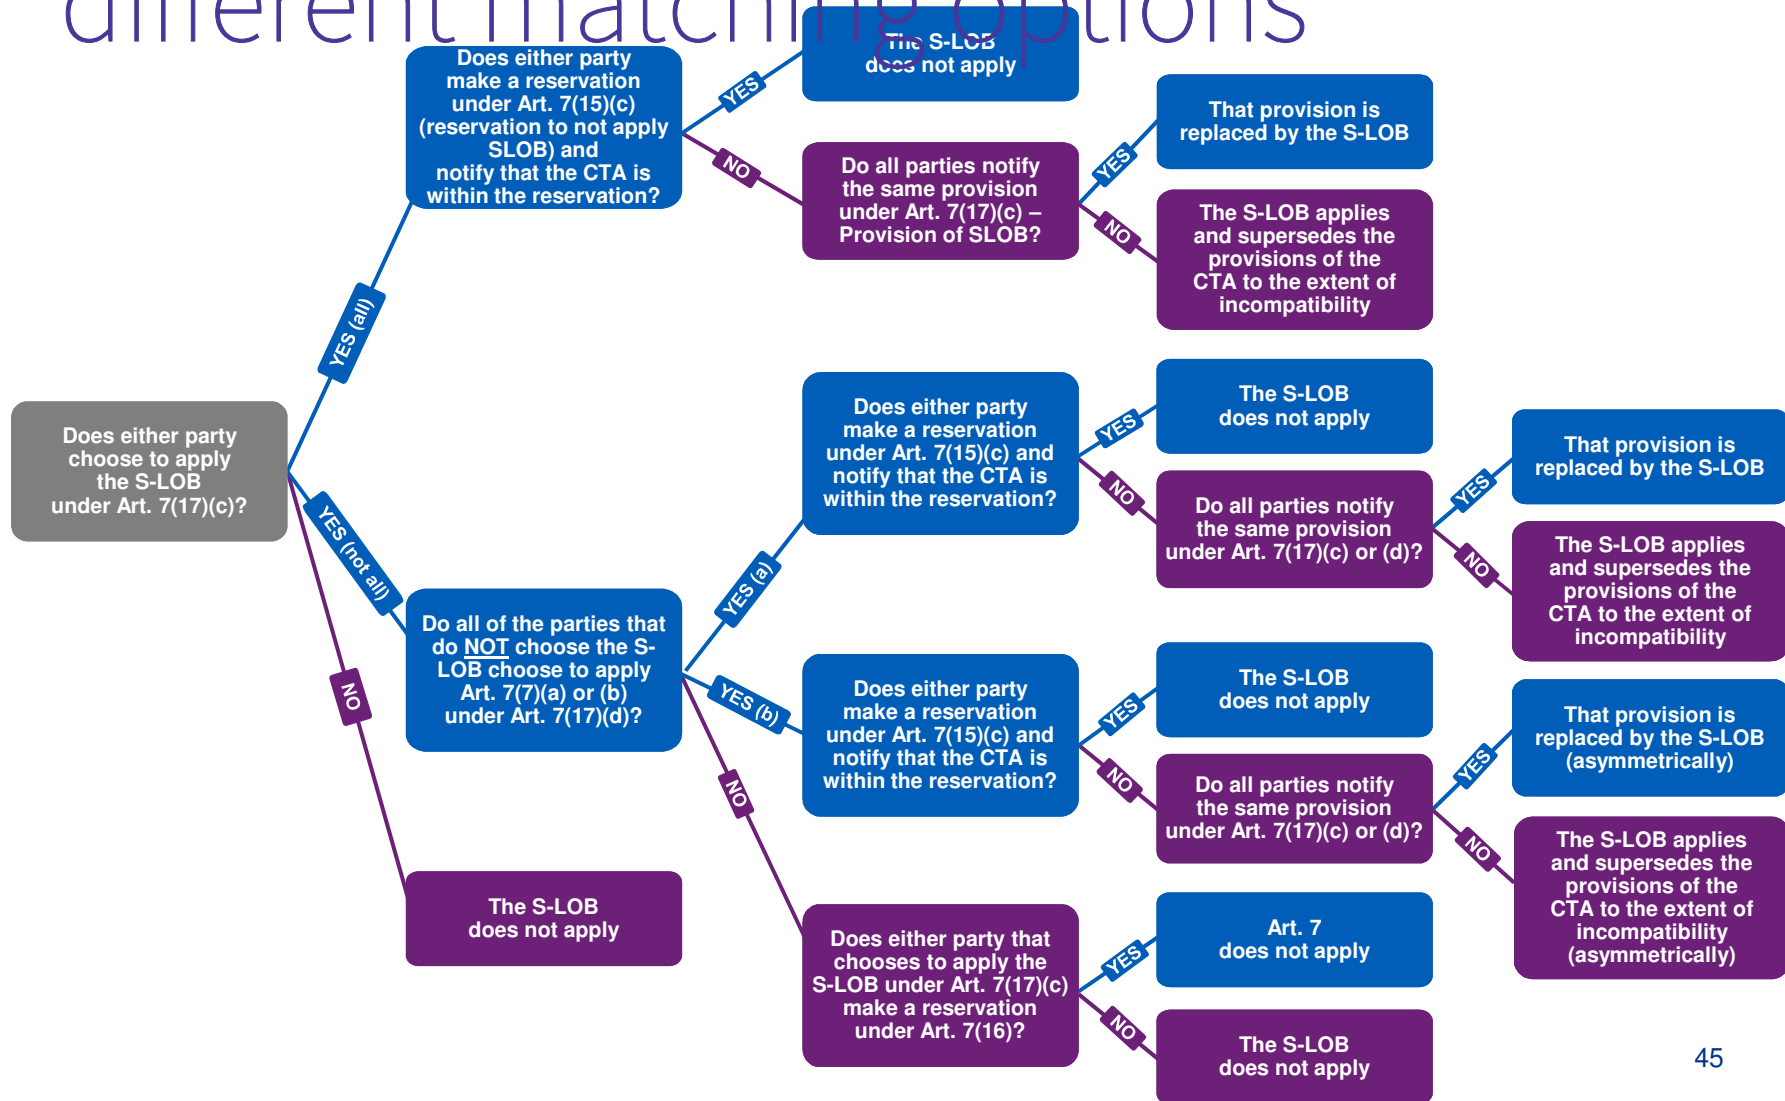 different matching options
Does either party
make a reservation
under Art. 7(15)(c)
(reservation to not apply
SLOB) and
notify that the CTA is
within the reservation?
YES
The S-LOB
does not apply
NO
Do all parties notify
the same provision
under Art. 7(17)(c) –
Provision of SLOB?
YES
That provision is
replaced by the S-LOB
NO
The S-LOB applies
and supersedes the
provisions of the
CTA to the extent of
incompatibility
YES (all)
Does either party
choose to apply
the S-LOB
under Art. 7(17)(c)?
YES (not all)
NO
Do all of the parties that
do NOT choose the S-
LOB choose to apply
Art. 7(7)(a) or (b)
under Art. 7(17)(d)?
The S-LOB
does not apply
YES (a)
Does either party
make a reservation
under Art. 7(15)(c) and
notify that the CTA is
within the reservation?
YES
The S-LOB
does not apply
NO
Do all parties notify
the same provision
under Art. 7(17)(c) or (d)?
YES
That provision is
replaced by the S-LOB
NO
The S-LOB applies
and supersedes the
provisions of the
CTA to the extent of
incompatibility
YES (b)
Does either party
make a reservation
under Art. 7(15)(c) and
notify that the CTA is
within the reservation?
YES
The S-LOB
does not apply
NO
Do all parties notify
the same provision
under Art. 7(17)(c) or (d)?
YES
That provision is
replaced by the S-LOB
(asymmetrically)
NO
The S-LOB applies
and supersedes the
provisions of the
CTA to the extent of
incompatibility
(asymmetrically)
NO
Does either party that
chooses to apply the
S-LOB under Art. 7(17)(c)
make a reservation
under Art. 7(16)?
YES
Art. 7
does not apply
NO
The S-LOB
does not apply
45